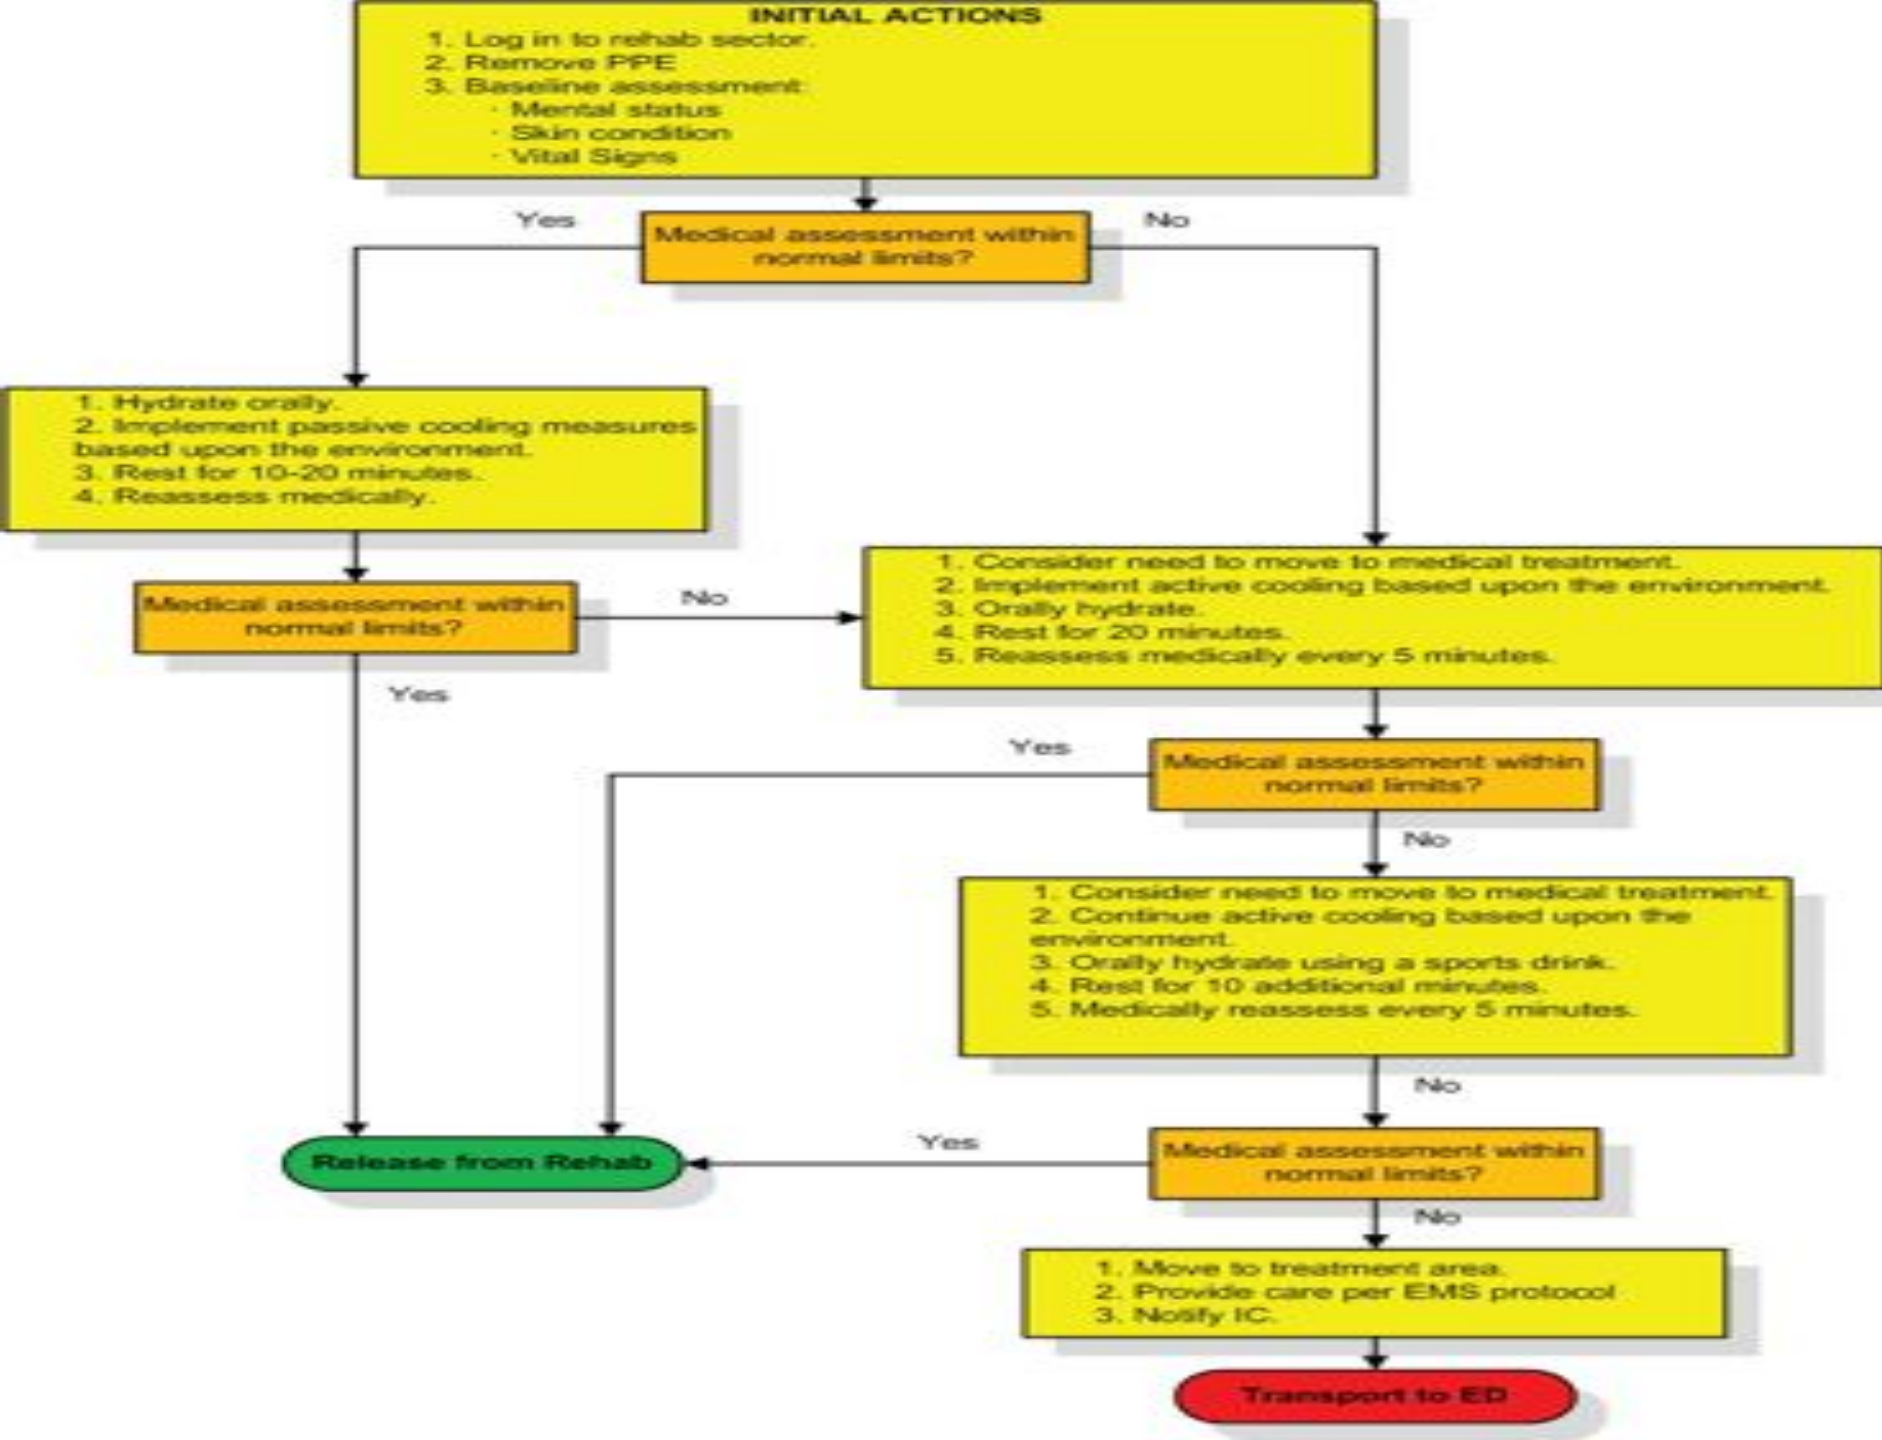 INITIAL ACTIONS
1. Log in to rehab sector.
2. Remove PPE
3. Baseline assessment:
· Mental status
· Skin condition
· Vital Signs
Yes
Medical assessment within
normal limits?
No
1. Hydrate orally.
2. Implement passive cooling measures
based upon the environment.
3. Rest for 10-20 minutes.
4. Reassess medically.
Medical assessment within
normal limits?
No
Yes
1. Consider need to move to medical treatment.
2. Implement active cooling based upon the environment.
3. Orally hydrate.
4. Rest for 20 minutes.
5. Reassess medically every 5 minutes.
Yes
Medical assessment within
normal limits?
No
1. Consider need to move to medical treatment.
2. Continue active cooling based upon the
environment.
3. Orally hydrate using a sports drink.
4. Rest for 10 additional minutes.
5. Medically reassess every 5 minutes.
No
Release from Rehab
Yes
Medical assessment within
normal limits?
No
1. Move to treatment area.
2. Provide care per EMS protocol
3. Notify IC.
Transport to ED